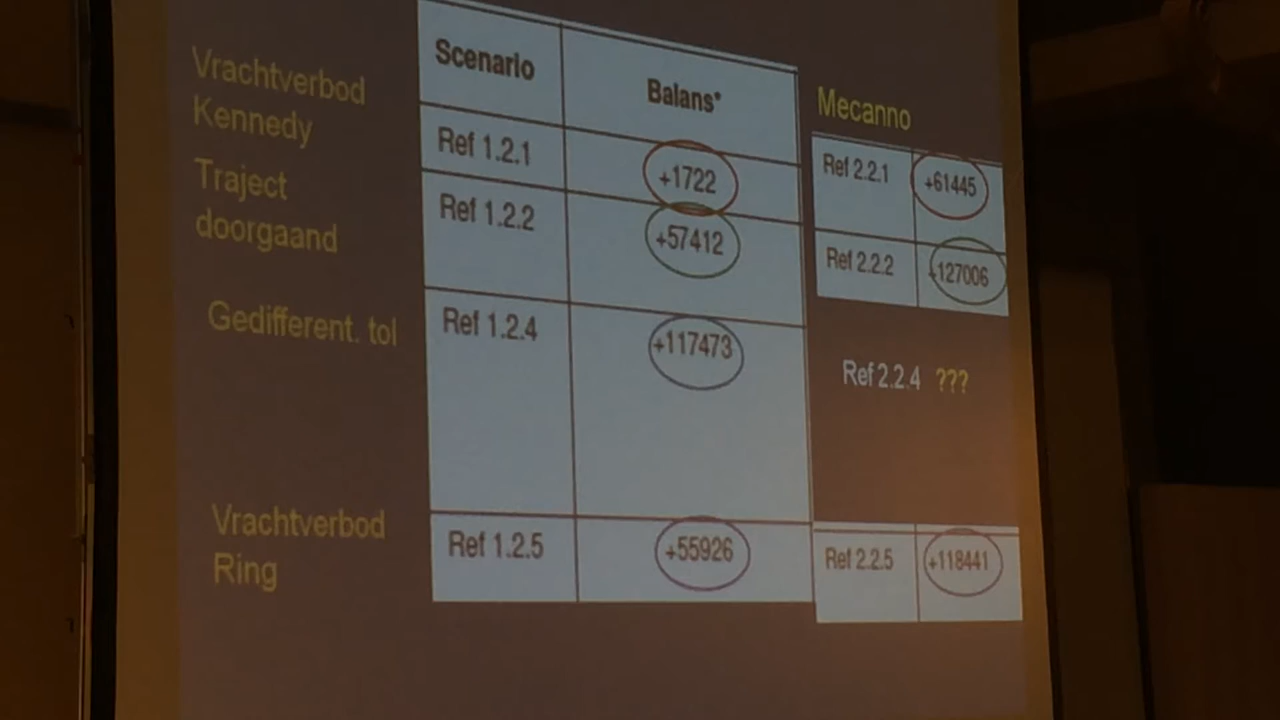 Vrachtverbod
Kennedy
Traject
doorgaand
Gedifferent. tol
Vrachtverbod
Ring
Scenario Balans*
Ref 1.2.1 +1722
Ref 1.2.2 +57412
Ref 1.2.4 +117473
Ref 1.2.5 +55926
Mecanno
Ref 2.2.1 +61445
Ref 2.2.2 +127006
Ref 2.2.4 ???
Ref 2.2.5 +118441